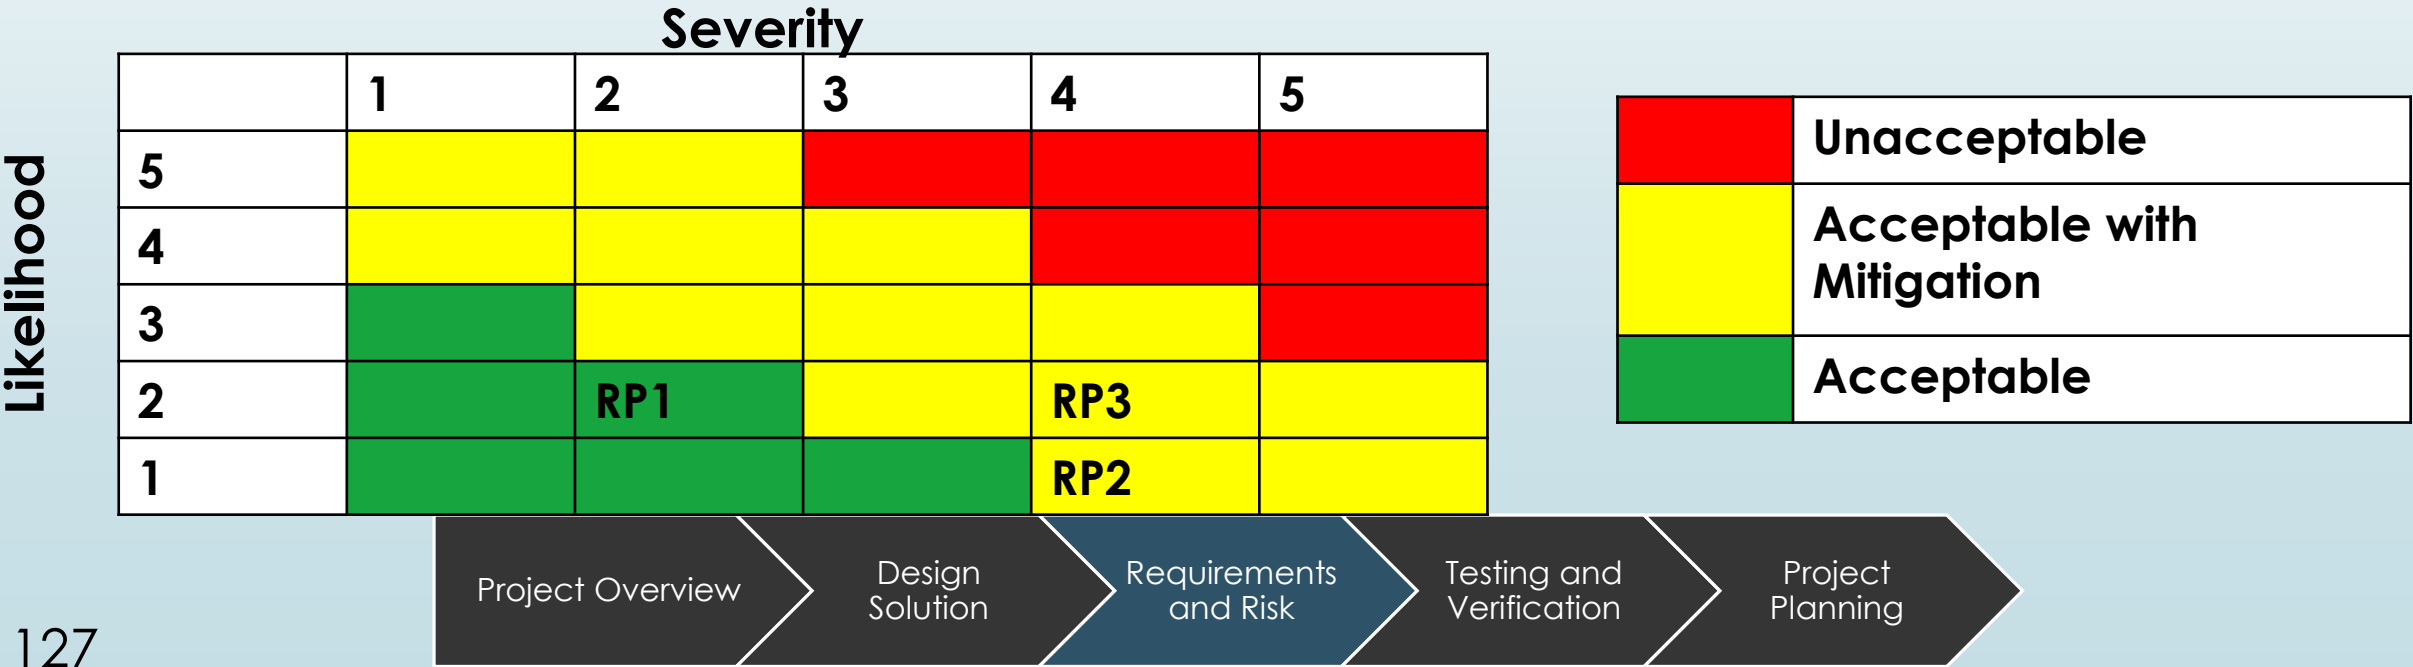 Severity
1 2 3 4 5
Likelihood
5
4
3
2 RP1 RP3
1 RP2
Unacceptable
Acceptable with
Mitigation
Acceptable
Project Overview
Design
Solution
Requirements
and Risk
Testing and
Verification
Project
Planning
127